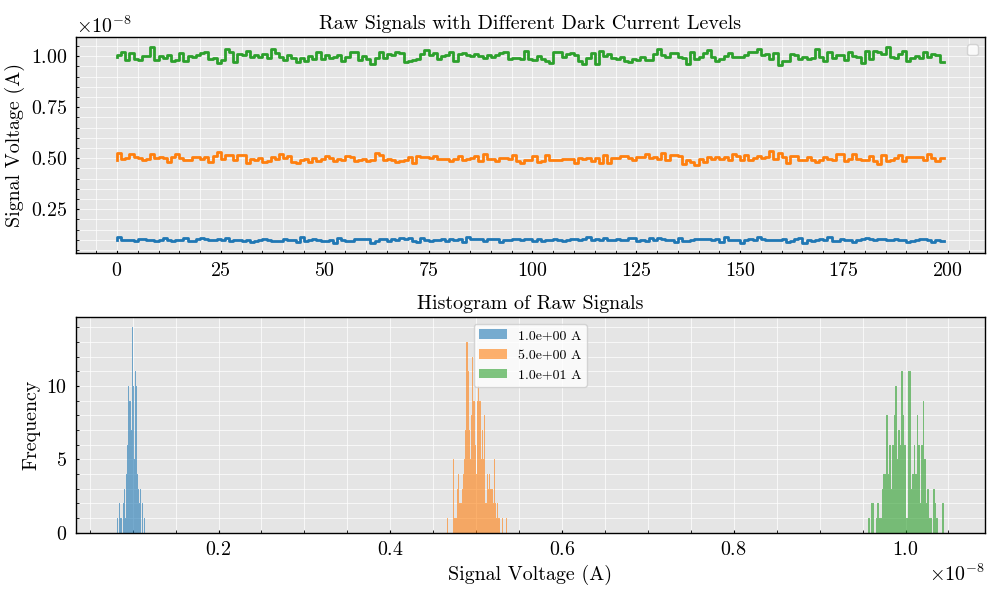 Raw Signals with Different Dark Current Levels
×10⁻⁸
Signal Voltage (A)
1.00
0.75
0.50
0.25
0 25 50 75 100 125 150 175 200
Histogram of Raw Signals
1.0e+00 A
5.0e+00 A
1.0e+01 A
Frequency
10
5
0
0.2 0.4 0.6 0.8 1.0
Signal Voltage (A)
×10⁻⁸